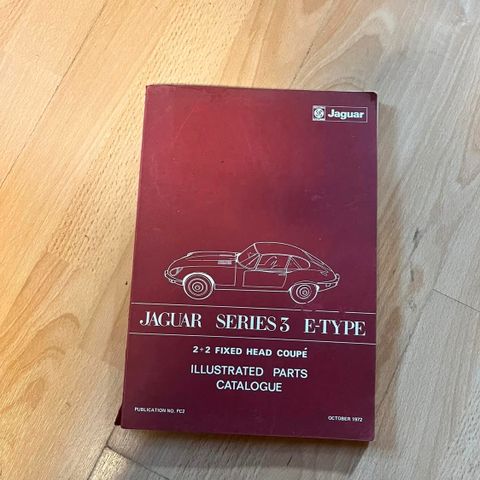 Jaguar
JAGUAR SERIES 3 E-TYPE
2+2 FIXED HEAD COUPÉ
ILLUSTRATED PARTS
CATALOGUE
PUBLICATION NO. PC2 OCTOBER 1972